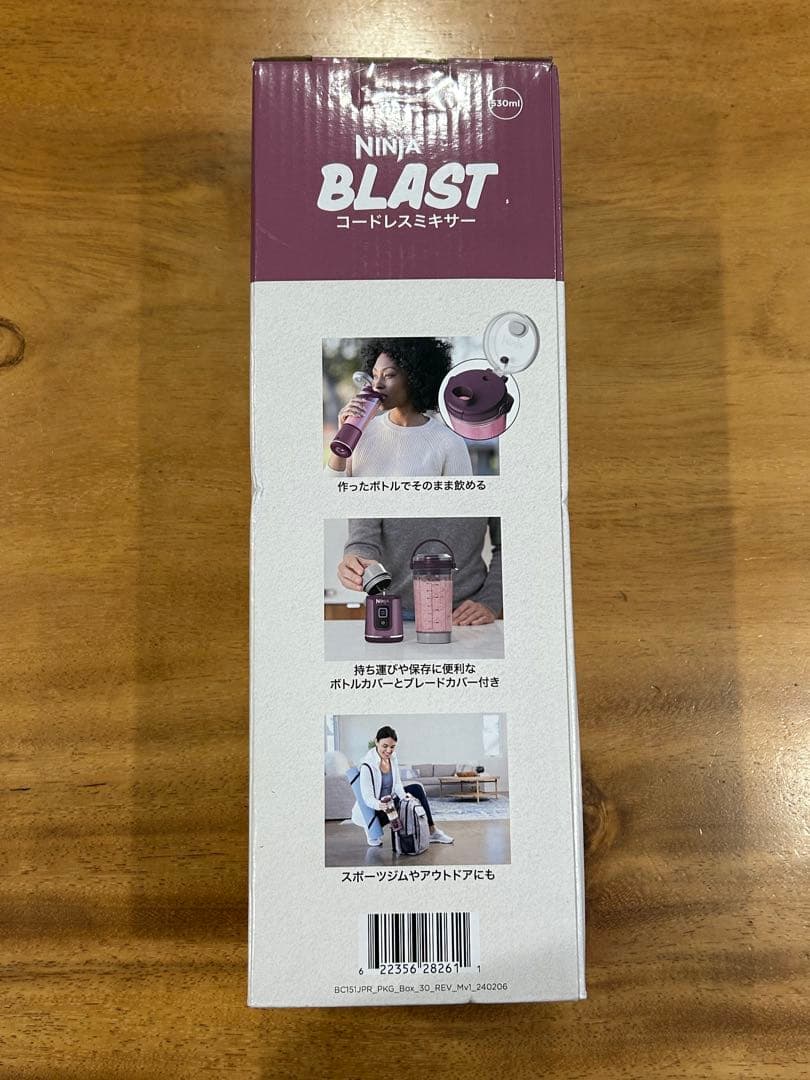 530ml
NINJA
BLAST
コードレスミキサー
作ったボトルでそのまま飲める
NINJA
持ち運びや保存に便利な
ボトルカバーとブレードカバー付き
スポーツジムやアウトドアにも
6 22356 28261 1
BC151JPR_PKG_Box_30_REV_Mv1_240206